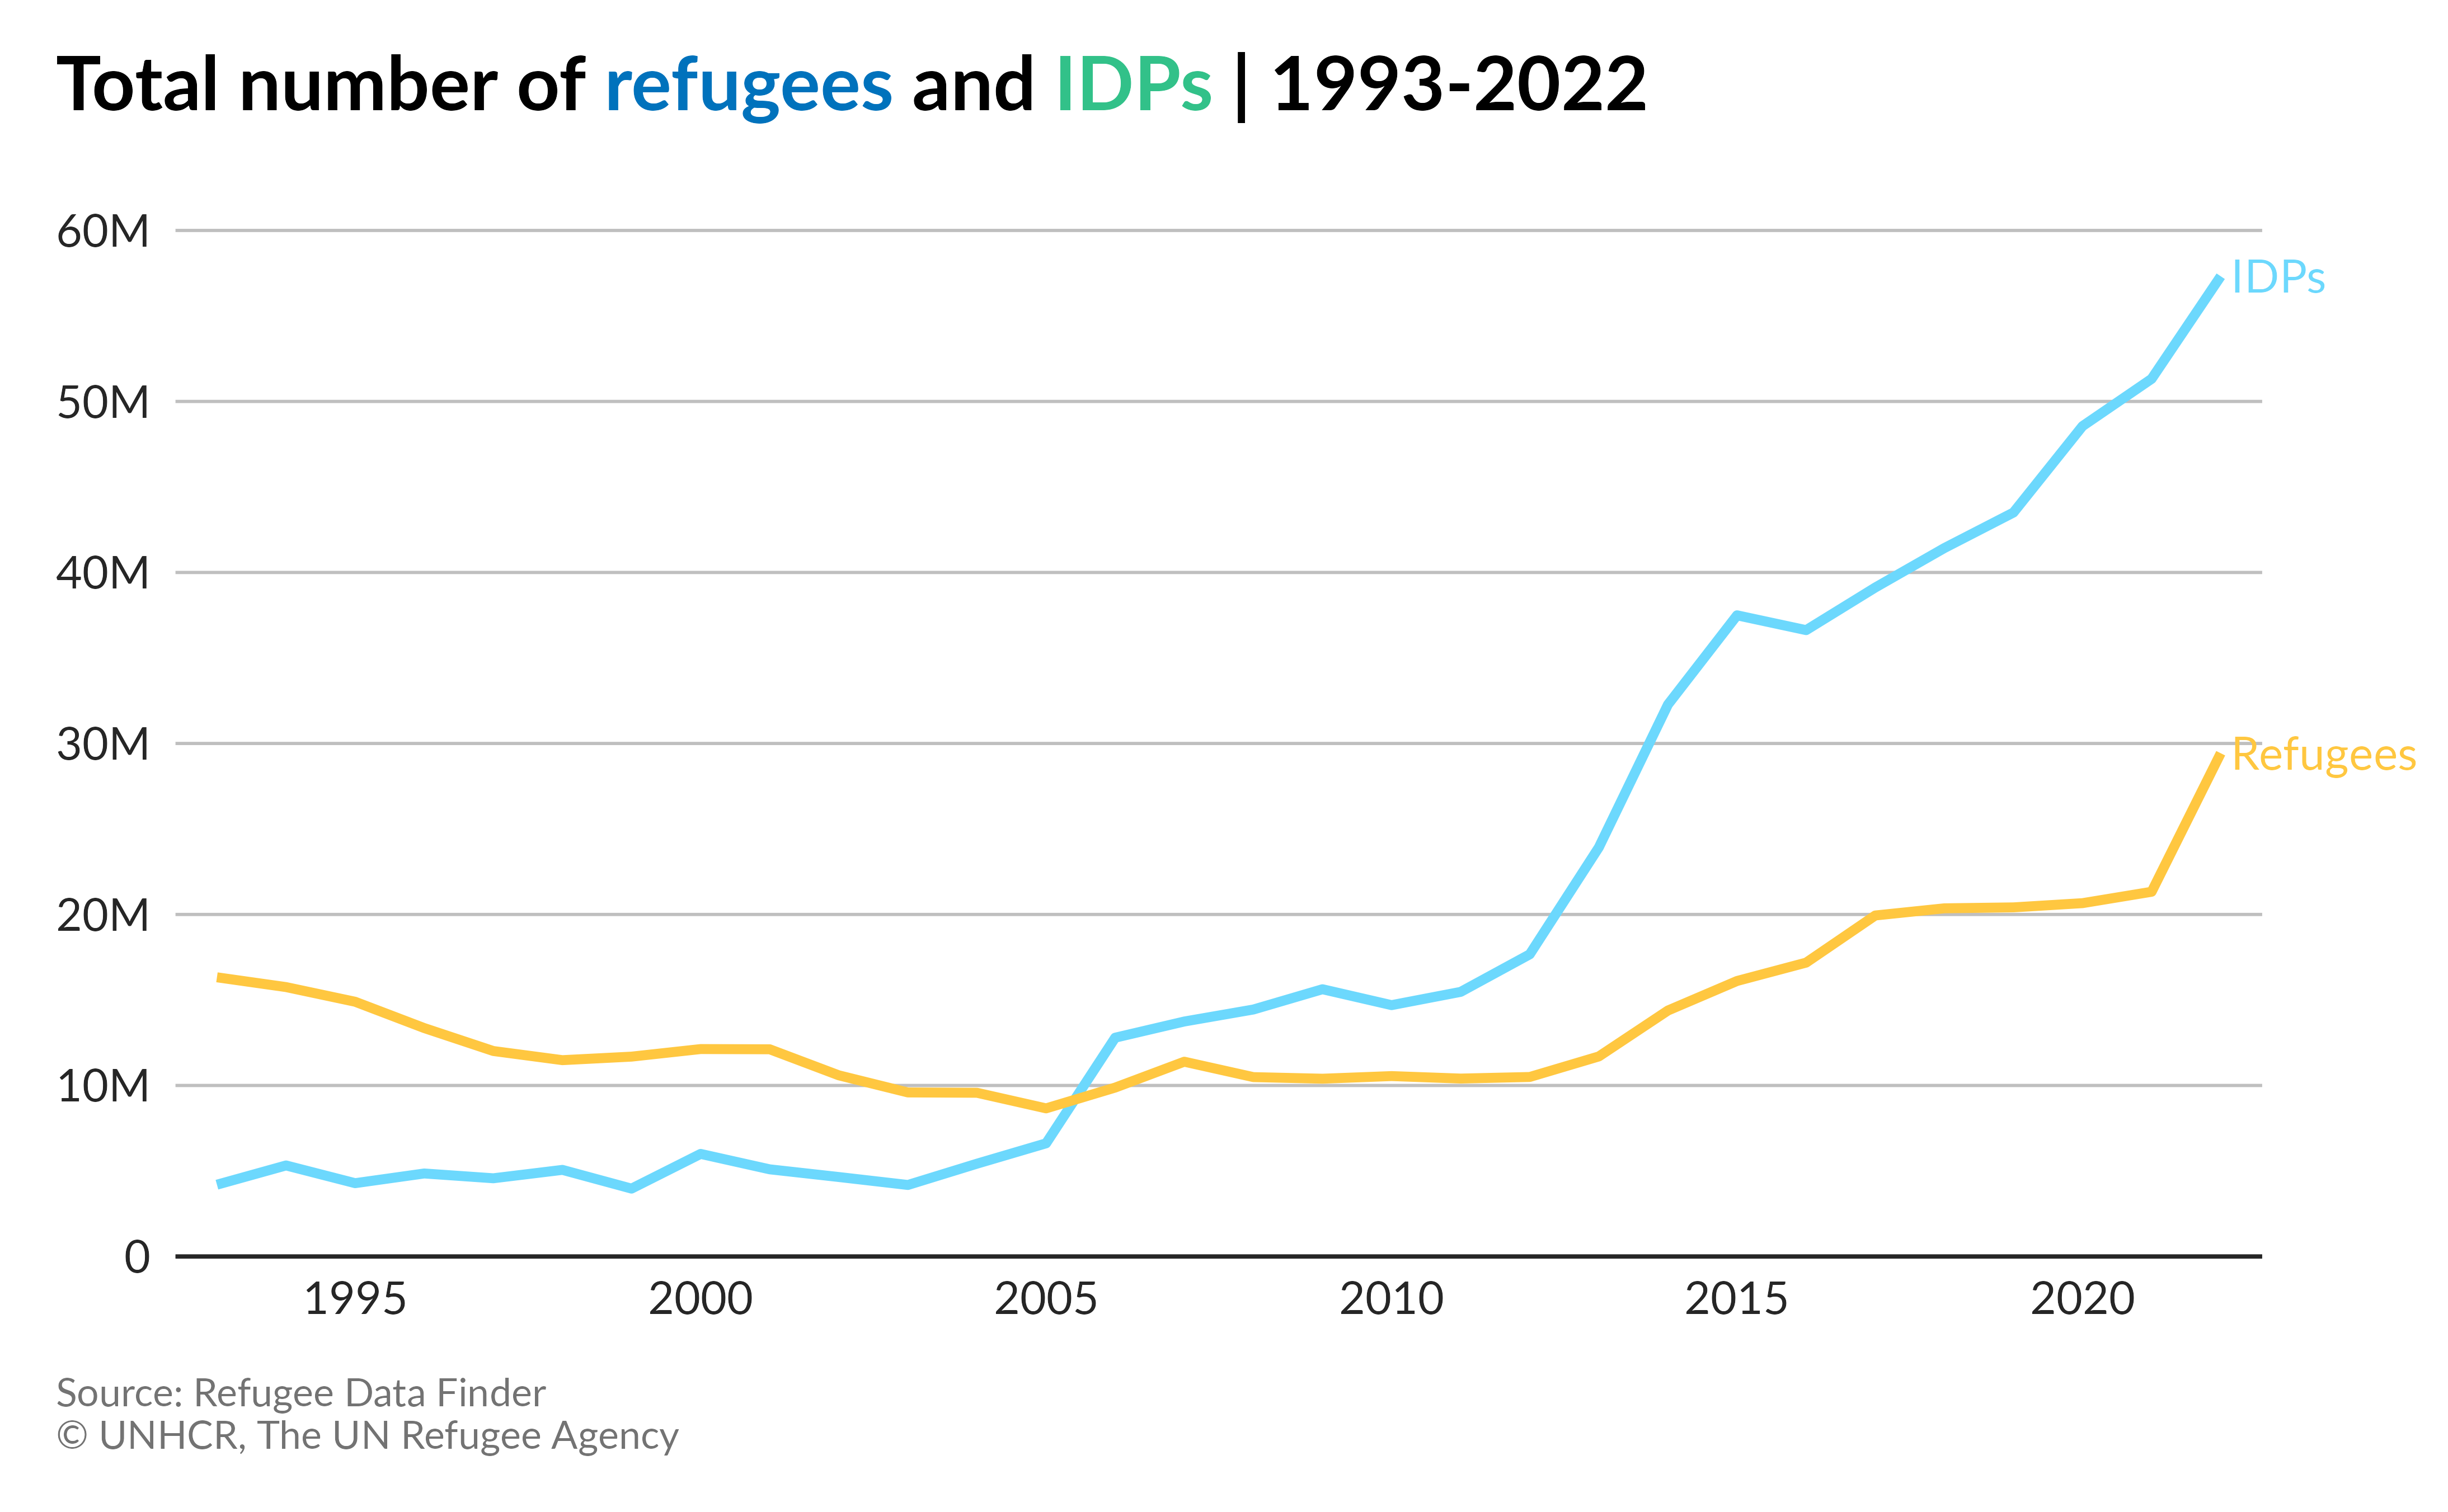 Total number of refugees and IDPs | 1993-2022
60M
IDPs
50M
40M
30M
Refugees
20M
10M
0
1995 2000 2005 2010 2015 2020
Source: Refugee Data Finder
© UNHCR, The UN Refugee Agency